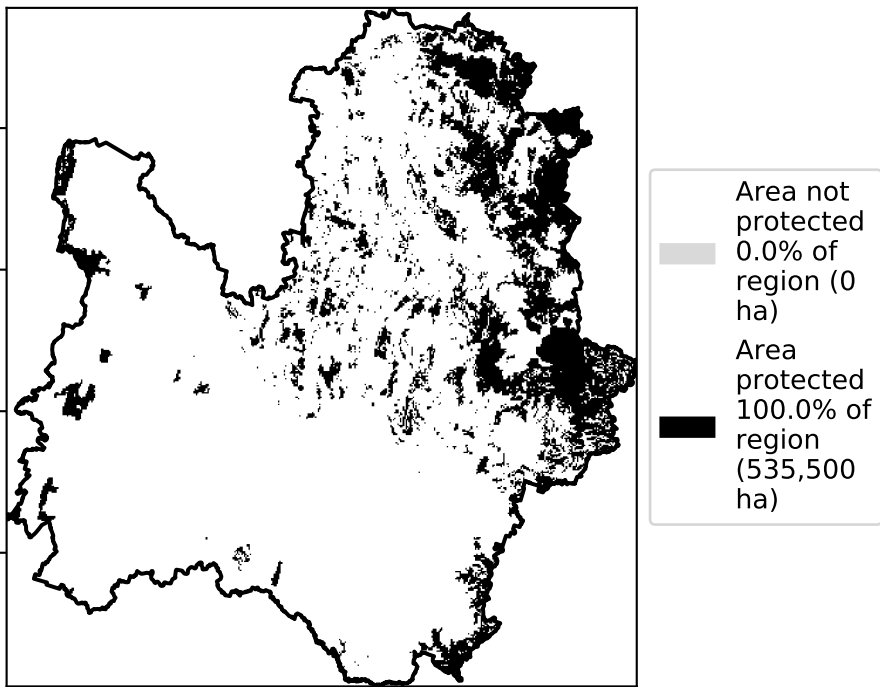 Area not
protected
0.0% of
region (0
ha)
Area
protected
100.0% of
region
(535,500
ha)